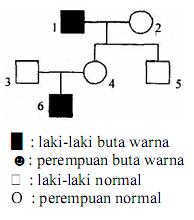 1 2
3 4 5
6
■ : laki-laki buta warna
☻ : perempuan buta warna
□ : laki-laki normal
O : perempuan normal